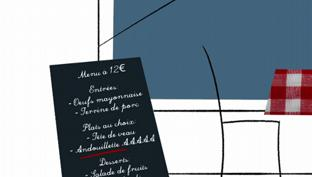 Menu a 12€
Entrées
- Oeufs mayonnaise
- Terrine de porc
Plats au choix
- Tête de veau
- Andouillette AAAAA
Desserts
- Salade de fruits